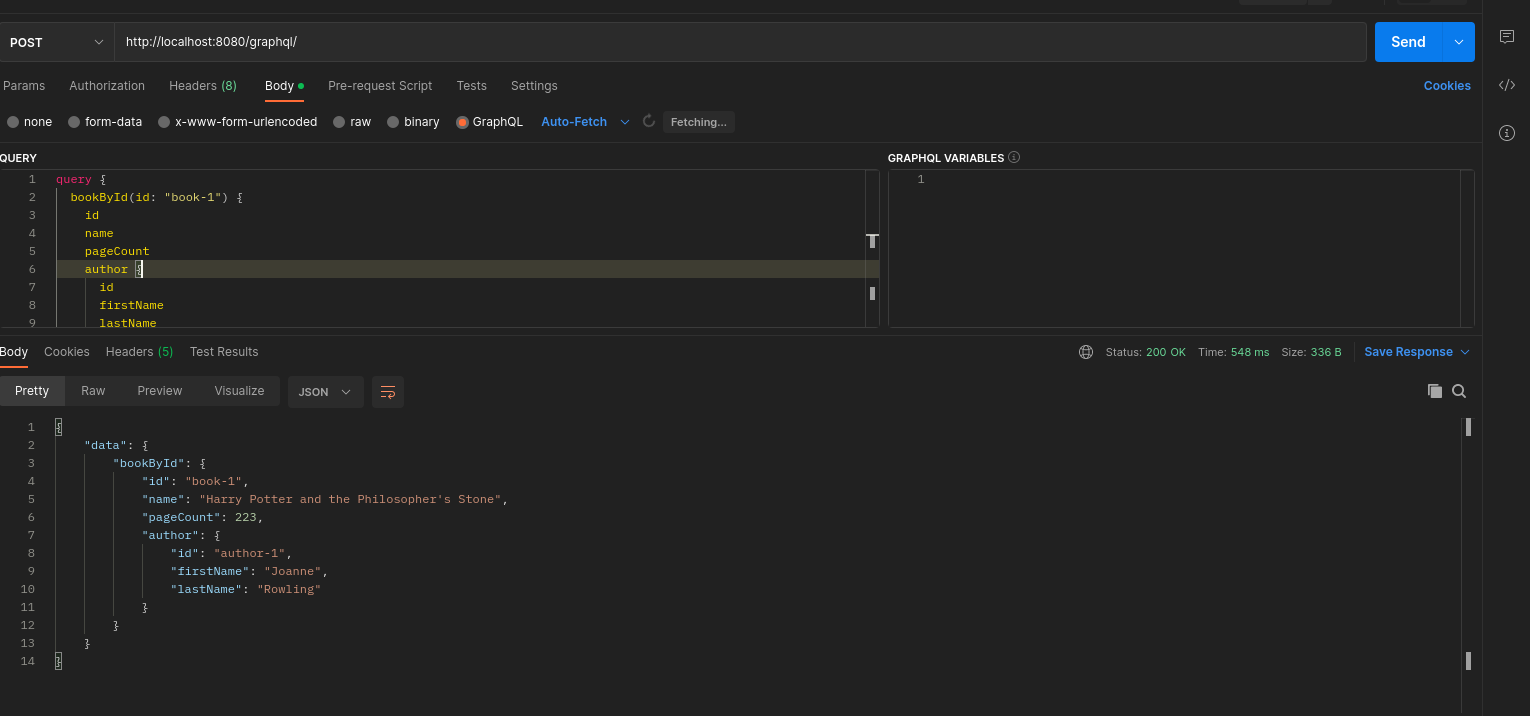 POST http://localhost:8080/graphql/ Send
Params Authorization Headers (8) Body Pre-request Script Tests Settings Cookies
none form-data x-www-form-urlencoded raw binary GraphQL Auto-Fetch Fetching...
QUERY GRAPHQL VARIABLES
1 query { 1
2 bookById(id: "book-1") {
3 id
4 name
5 pageCount
6 author {
7 id
8 firstName
9 lastName
Body Cookies Headers (5) Test Results Status: 200 OK Time: 548 ms Size: 336 B Save Response
Pretty Raw Preview Visualize JSON
1 {
2 "data": {
3 "bookById": {
4 "id": "book-1",
5 "name": "Harry Potter and the Philosopher's Stone",
6 "pageCount": 223,
7 "author": {
8 "id": "author-1",
9 "firstName": "Joanne",
10 "lastName": "Rowling"
11 }
12 }
13 }
14 }